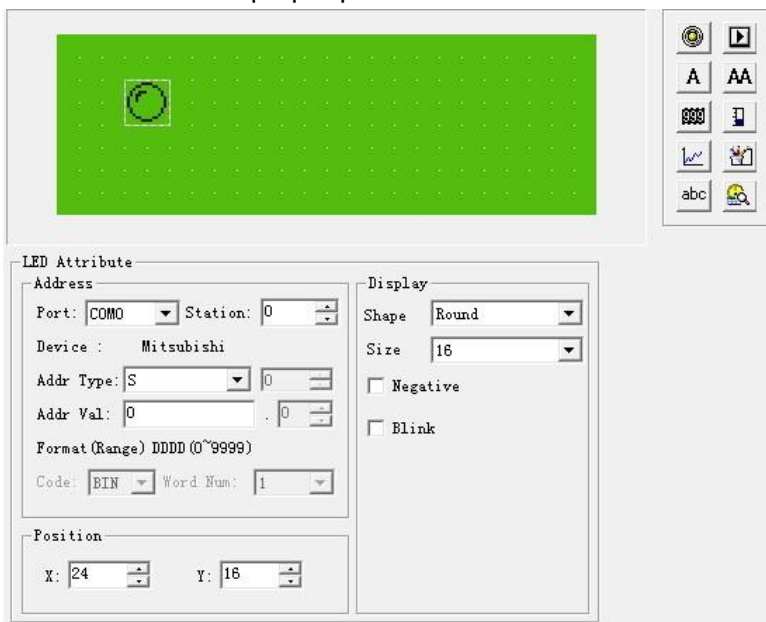 A AA
abc
LED Attribute
Address
Port: COM0 Station: 0
Device : Mitsubishi
Addr Type: S 0
Addr Val: 0 . 0
Format(Range) DDDD(0~9999)
Code: BIN Word Num: 1
Position
X: 24 Y: 16
Display
Shape Round
Size 16
Negative
Blink